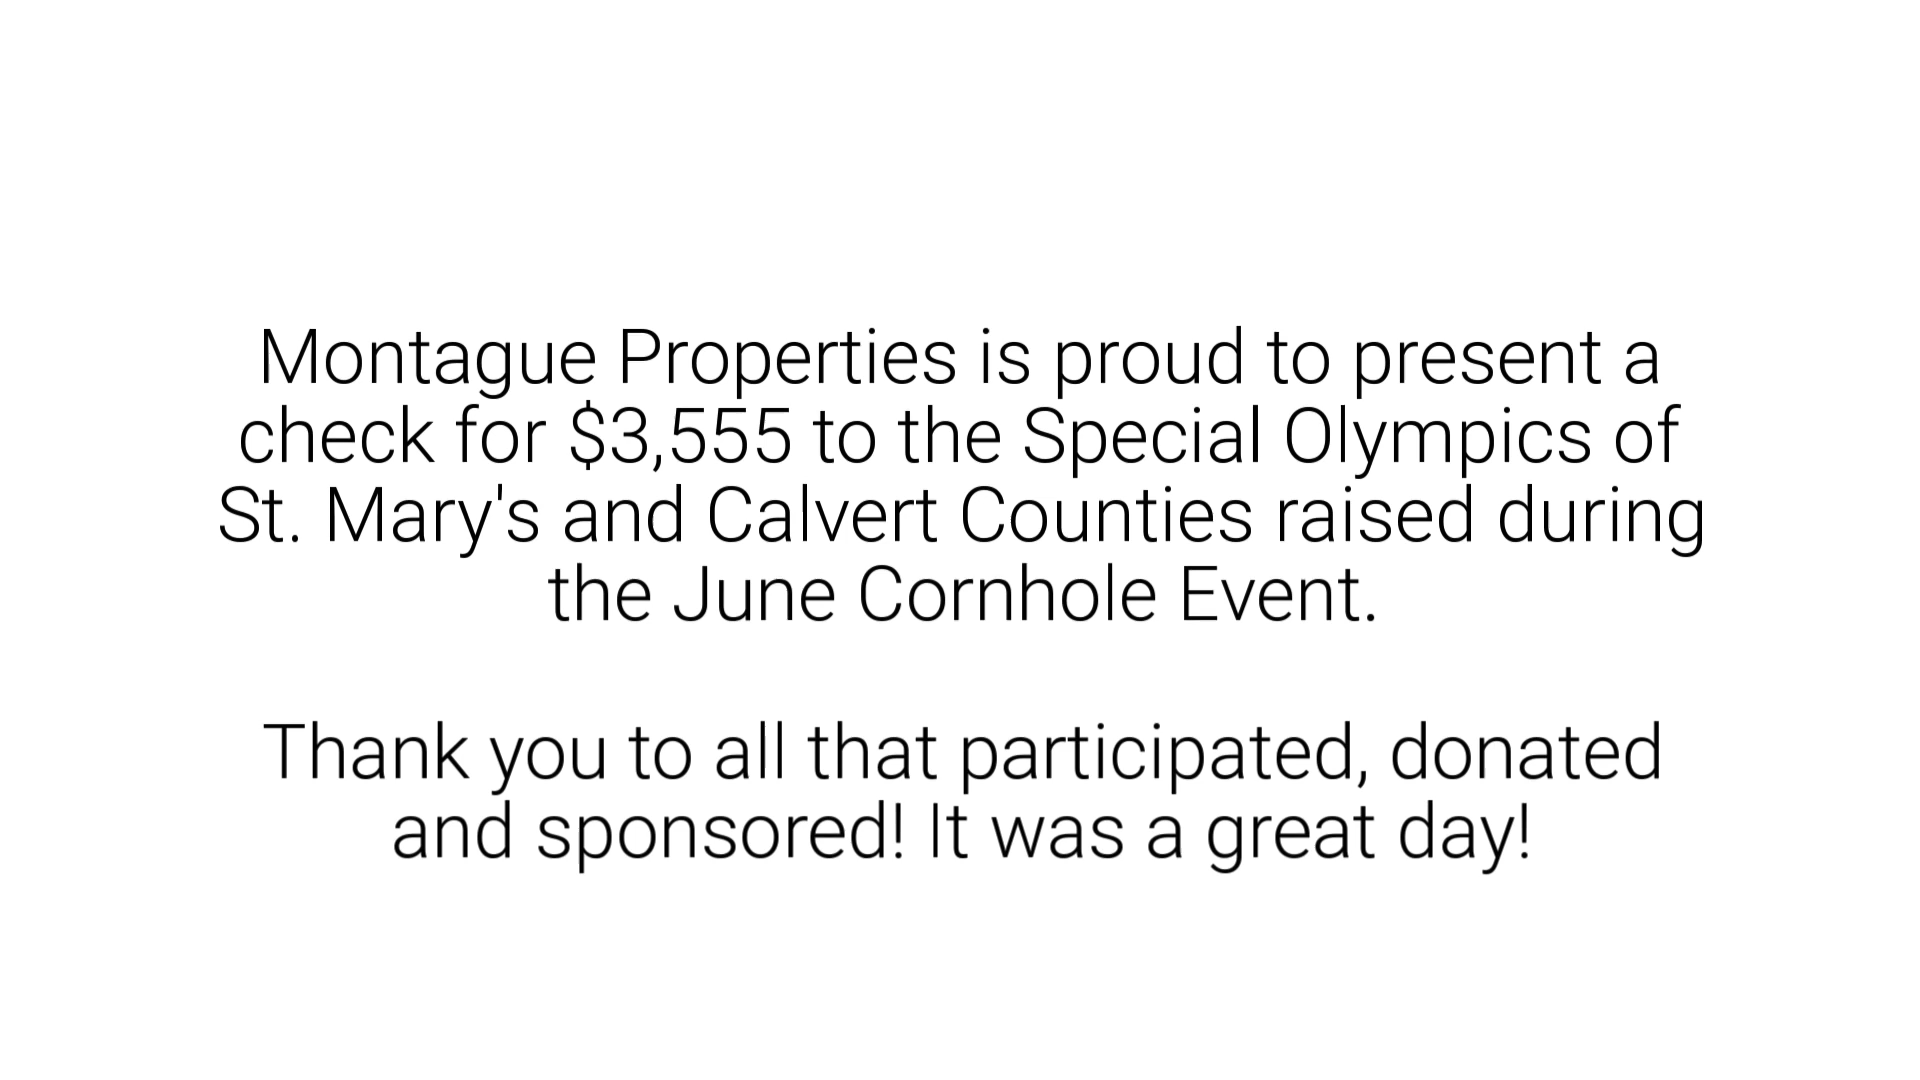 Montague Properties is proud to present a
check for $3,555 to the Special Olympics of
St. Mary's and Calvert Counties raised during
the June Cornhole Event.
Thank you to all that participated, donated
and sponsored! It was a great day!